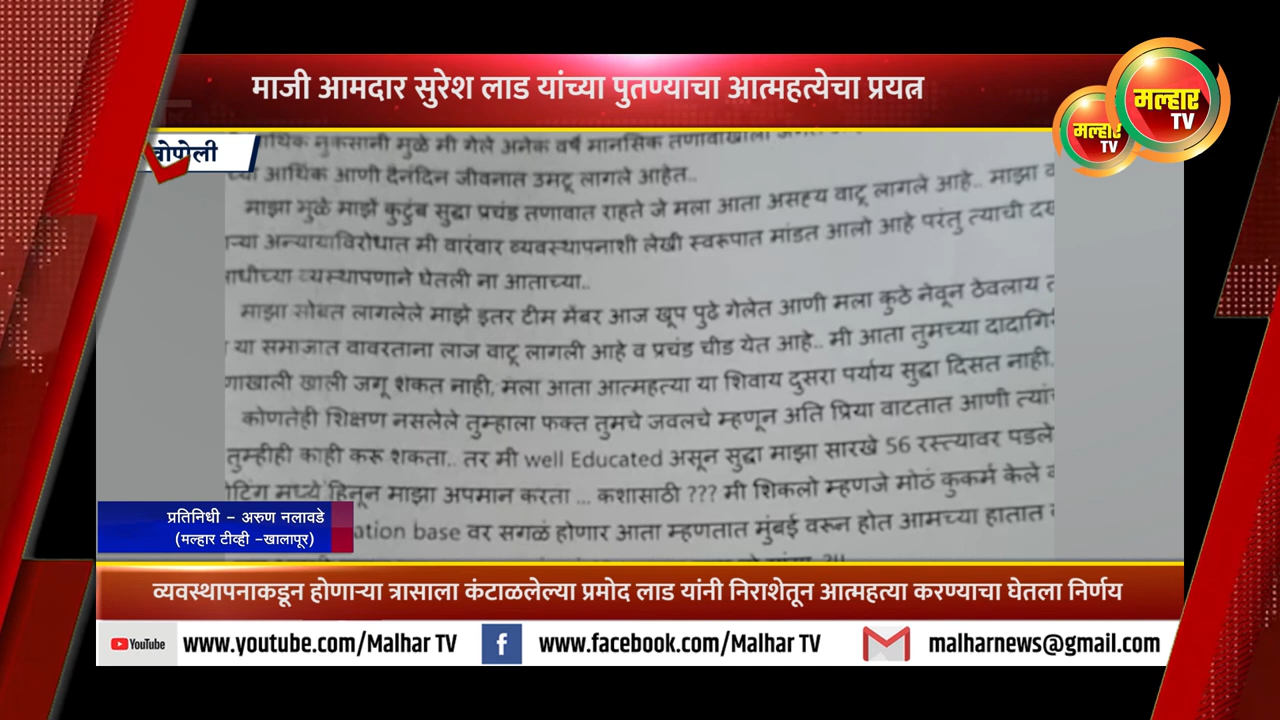 माजी आमदार सुरेश लाड यांच्या पुतण्याचा आत्महत्येचा प्रयत्न
मल्हार
TV
मल्हार
TV
नुकसानी मुळे मी गेले अनेक वर्षे मानसिक
आर्थिक आणी दैनंदिन जीवनात उमटू लागले आहेत..
माझा मुळे माझे कुटुंब सुद्धा प्रचंड तणावात राहते जे मला आता असह्य वाटू लागले आहे.. माझा
अन्यायाविरोधात मी वारंवार व्यवस्थापनाशी लेखी स्वरूपात मांडत आलो आहे परंतु त्याची
व्यस्थापणाने घेतली ना आताच्या..
माझा सोबत लागलेले माझे इतर टीम मेंबर आज खूप पुढे गेलेत आणी मला कुठे नेवून ठेवलाय
या समाजात वावरताना लाज वाटू लागली आहे व प्रचंड चीड येत आहे.. मी आता तुमच्या
खाली जगू शकत नाही, मला आता आत्महत्या या शिवाय दुसरा पर्याय सुद्धा दिसत नाही.
कोणतेही शिक्षण नसलेले तुम्हाला फक्त तुमचे जवलचे म्हणून अति प्रिया वाटतात आणी
तुम्हीही काही करू शकता.. तर मी well Educated असून सुद्धा माझा सारखे 56 रस्त्यावर पडले
मध्ये हिनून माझा अपमान करता ... कशासाठी ??? मी शिकलो म्हणजे मोठं कुकर्म केले
ation base वर सगळं होणार आता म्हणतात मुंबई वरून होत आमच्या हातात
प्रतिनिधी – अरुण नलावडे
(मल्हार टीव्ही –खालापूर)
व्यवस्थापनाकडून होणाऱ्या त्रासाला कंटाळलेल्या प्रमोद लाड यांनी निराशेतून आत्महत्या करण्याचा घेतला निर्णय
YouTube www.youtube.com/Malhar TV www.facebook.com/Malhar TV malharnews@gmail.com